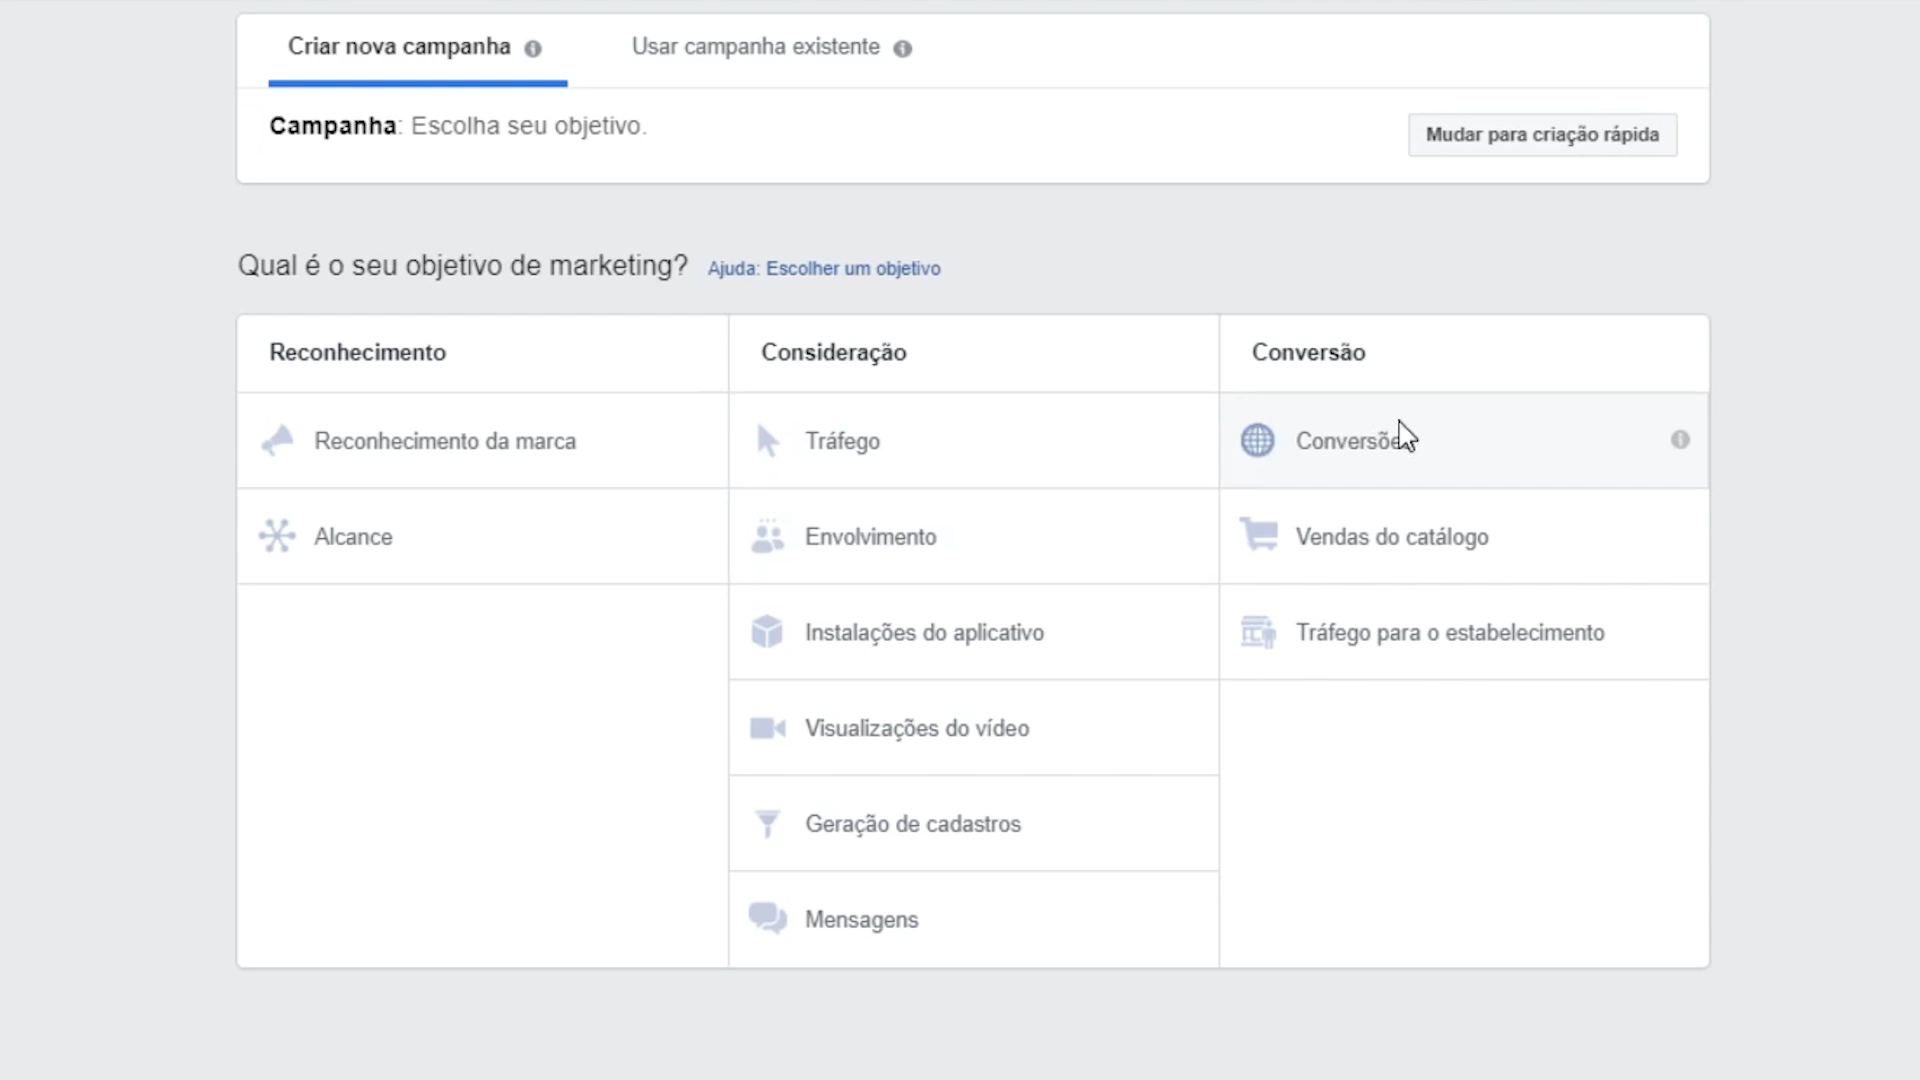 Criar nova campanha
Usar campanha existente
Campanha: Escolha seu objetivo.
Mudar para criação rápida
Qual é o seu objetivo de marketing?
Ajuda: Escolher um objetivo
Reconhecimento
Consideração
Conversão
Reconhecimento da marca
Tráfego
Conversões
Alcance
Envolvimento
Vendas do catálogo
Instalações do aplicativo
Tráfego para o estabelecimento
Visualizações do vídeo
Geração de cadastros
Mensagens